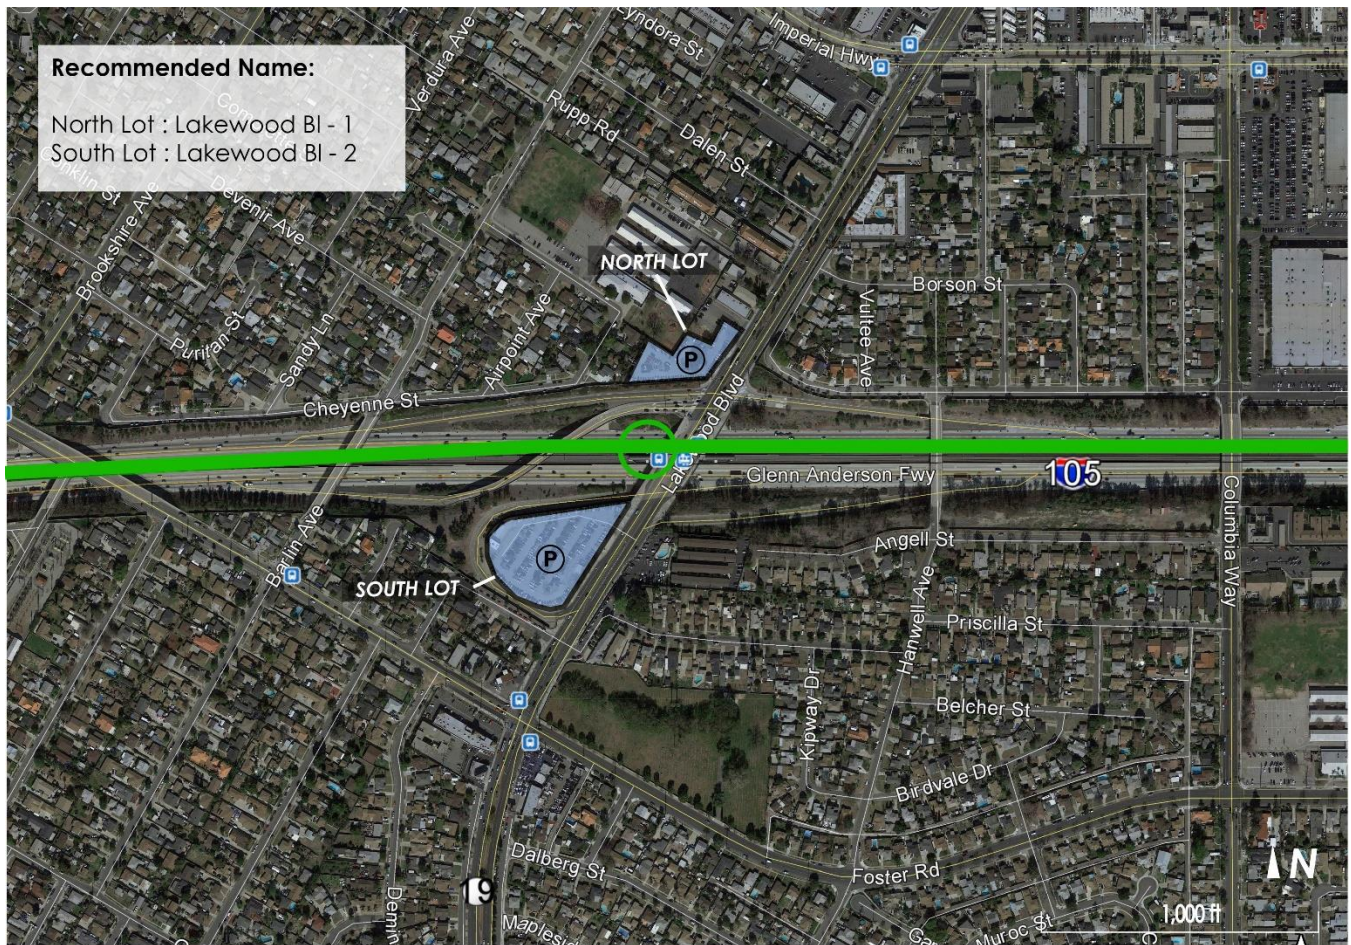 Recommended Name:
North Lot : Lakewood Bl - 1
South Lot : Lakewood Bl - 2
Verdura Ave
Lyndora St
Imperial Hwy
Rupp Rd
Dalen St
Devenir Ave
Brookshire Ave
NORTH LOT
Borson St
Vultee Ave
Puritan St
Sandy Ln
Airpoint Ave
P
Cheyenne St
Lakewood Blvd
Glenn Anderson Fwy
105
Columbia Way
Barlin Ave
P
SOUTH LOT
Angell St
Hanwell Ave
Priscilla St
Kipway Dr
Belcher St
Birdvale Dr
Dalberg St
Foster Rd
N
19
1,000 ft
Muroc St